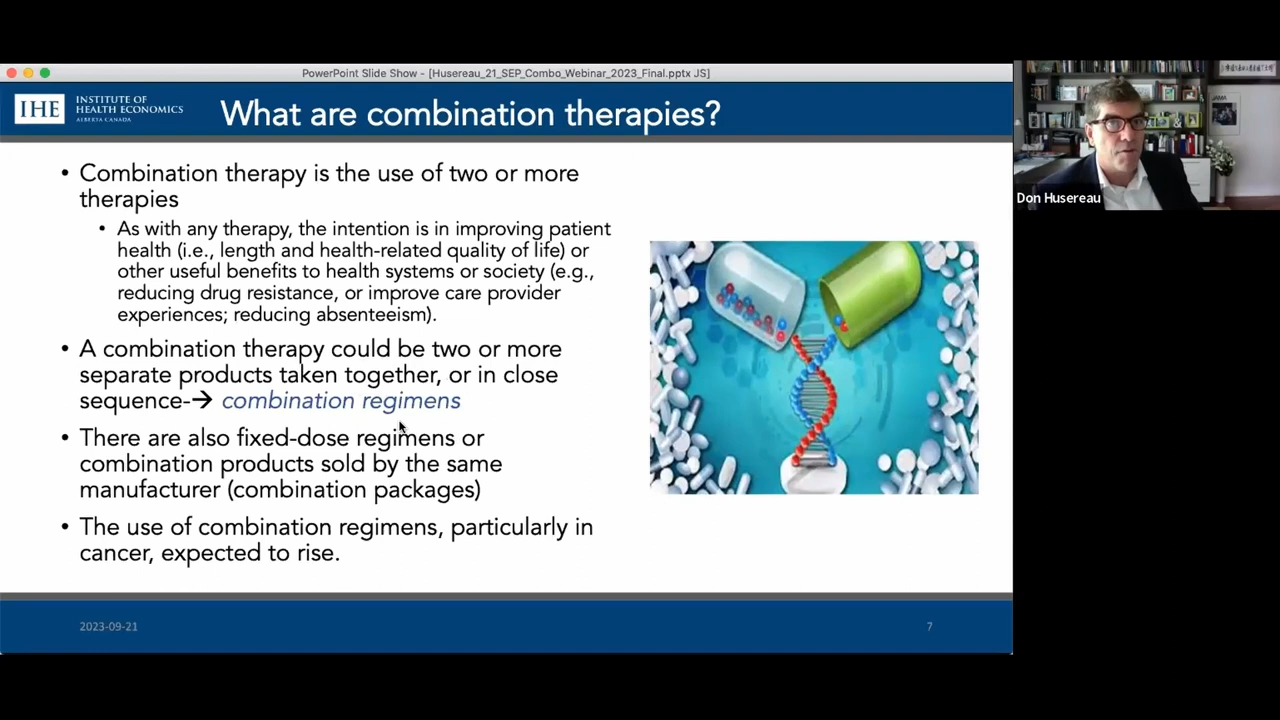 PowerPoint Slide Show - [Husereau_21_SEP_Combo_Webinar_2023_Final.pptx JS]
IHE
INSTITUTE OF
HEALTH ECONOMICS
ALBERTA CANADA
What are combination therapies?
• Combination therapy is the use of two or more
therapies
• As with any therapy, the intention is in improving patient
health (i.e., length and health-related quality of life) or
other useful benefits to health systems or society (e.g.,
reducing drug resistance, or improve care provider
experiences; reducing absenteeism).
• A combination therapy could be two or more
separate products taken together, or in close
sequence-→ combination regimens
• There are also fixed-dose regimens or
combination products sold by the same
manufacturer (combination packages)
• The use of combination regimens, particularly in
cancer, expected to rise.
2023-09-21
7
JAMA
Don Husereau